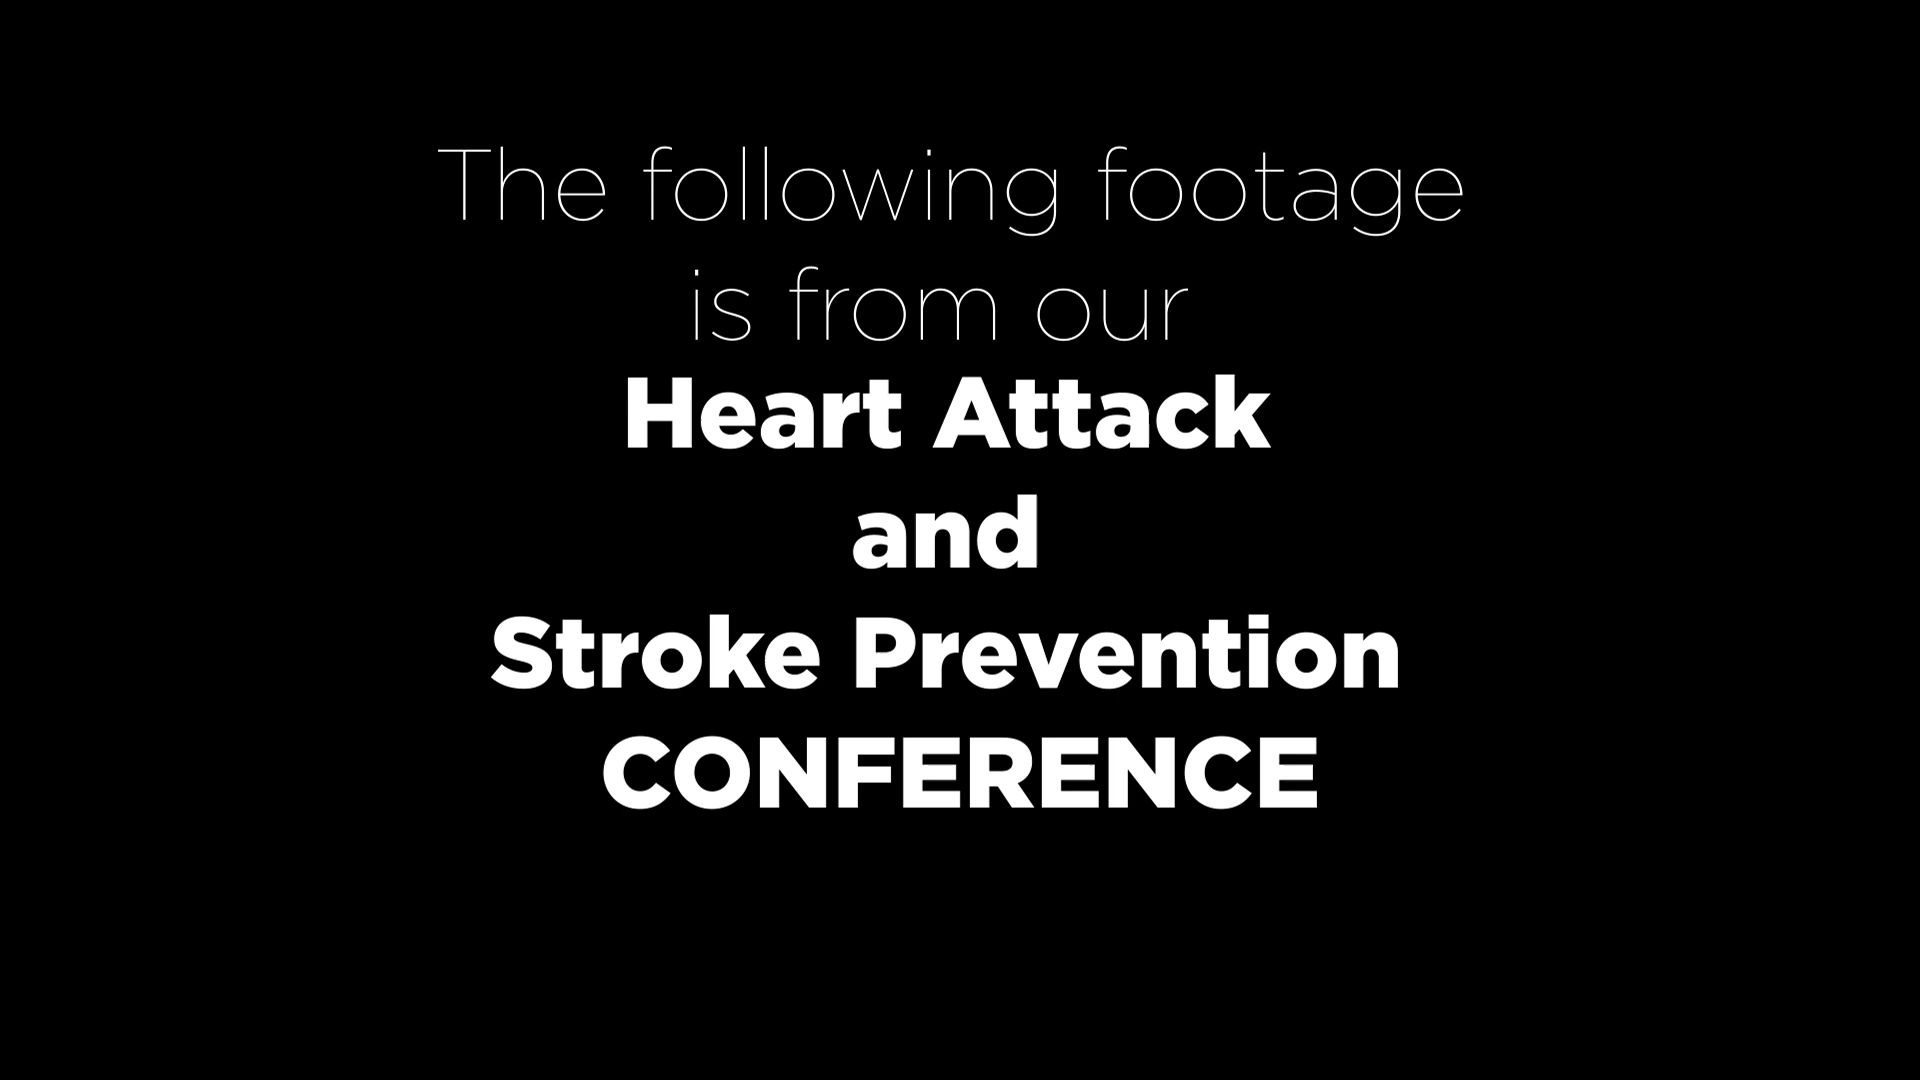 The following footage
is from our
Heart Attack
and
Stroke Prevention
CONFERENCE